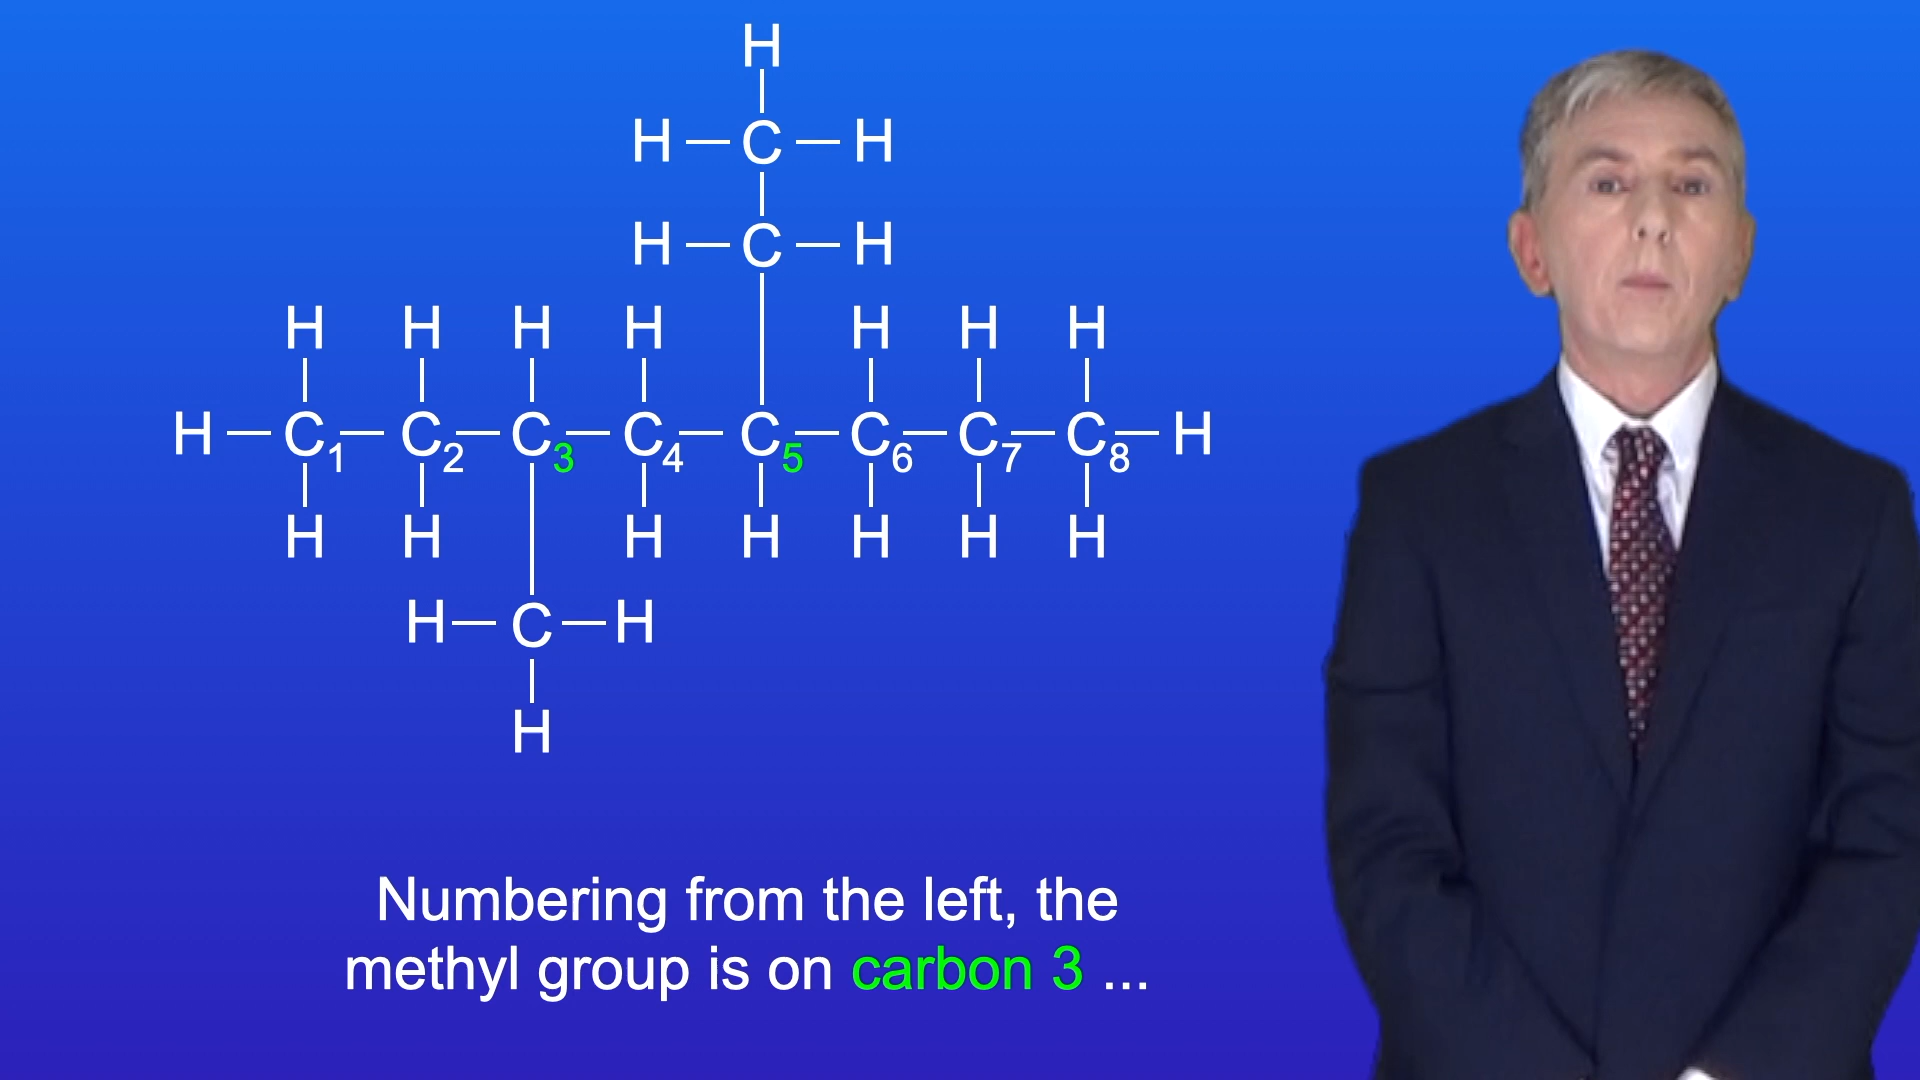 H
H C H
H C H
H H H H H H H
H C1 C2 C3 C4 C5 C6 C7 C8 H
H H H H H H H
H C H
H
Numbering from the left, the
methyl group is on carbon 3 ...